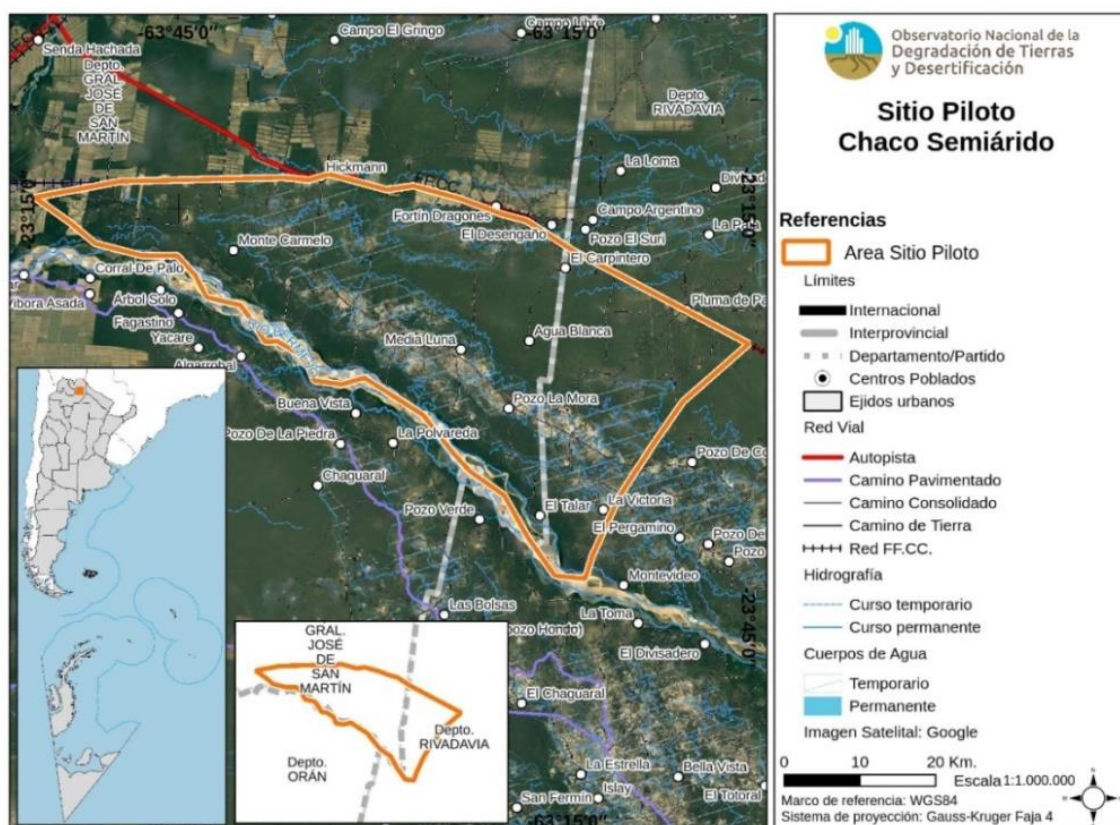 -63°45'0"
-63°15'0"
Campo Libre
Campo El Gringo
Senda Hachada
Depto.
GRAL.
JOSÉ
DE
SAN
MARTÍN
Depto.
RIVADAVIA
La Loma
Hickmann
FF.CC.
-23°15'0"
-23°15'0"
Fortín Dragones
Campo Argentino
El Desengaño
Pozo El Suri
Monte Carmelo
El Carpintero
Corral De Palo
Árbol Solo
Fagastino
Yacare
Algarrobal
Agua Blanca
Media Luna
Buena Vista
Pozo La Mora
La Polvareda
Chaguaral
Pozo Verde
El Talar
La Victoria
El Pergamino
Montevideo
Las Bolsas
La Toma
-23°45'0"
El Divisadero
El Chaguaral
La Estrella
Bella Vista
Islay
El Totoral
San Fermín
-63°15'0"
GRAL.
JOSÉ
DE
SAN
MARTÍN
Depto.
RIVADAVIA
Depto.
ORÁN
Observatorio Nacional de la
Degradación de Tierras
y Desertificación
Sitio Piloto
Chaco Semiárido
Referencias
Area Sitio Piloto
Límites
Internacional
Interprovincial
Departamento/Partido
Centros Poblados
Ejidos urbanos
Red Vial
Autopista
Camino Pavimentado
Camino Consolidado
Camino de Tierra
Red FF.CC.
Hidrografía
Curso temporario
Curso permanente
Cuerpos de Agua
Temporario
Permanente
Imagen Satelital: Google
0 10 20 Km.
Escala 1:1.000.000
Marco de referencia: WGS84
Sistema de proyección: Gauss-Kruger Faja 4